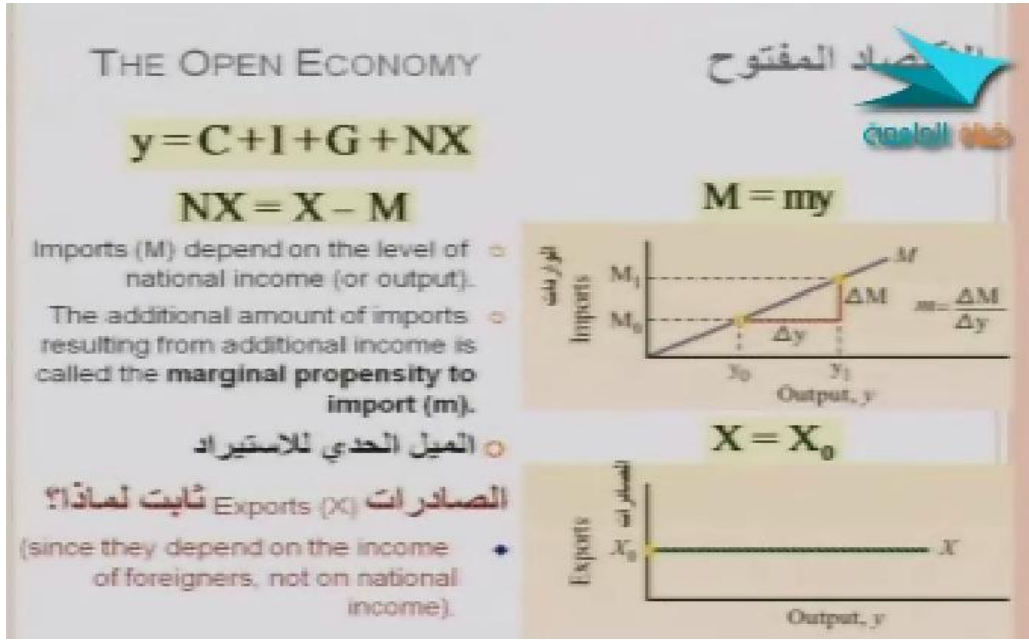 THE OPEN ECONOMY
الاقتصاد المفتوح
y=C+I+G+NX
NX=X–M
Imports (M) depend on the level of
national income (or output).
The additional amount of imports
resulting from additional income is
called the marginal propensity to
import (m).
الميل الحدي للاستيراد
الصادرات Exports (X) ثابت لماذا؟
(since they depend on the income
of foreigners, not on national
income).
M=my
الواردات
Imports
M₁
M₀
M
ΔM
Δy
m=ΔM/Δy
y₀
y₁
Output, y
X=X₀
الصادرات
Exports
X₀
X
Output, y